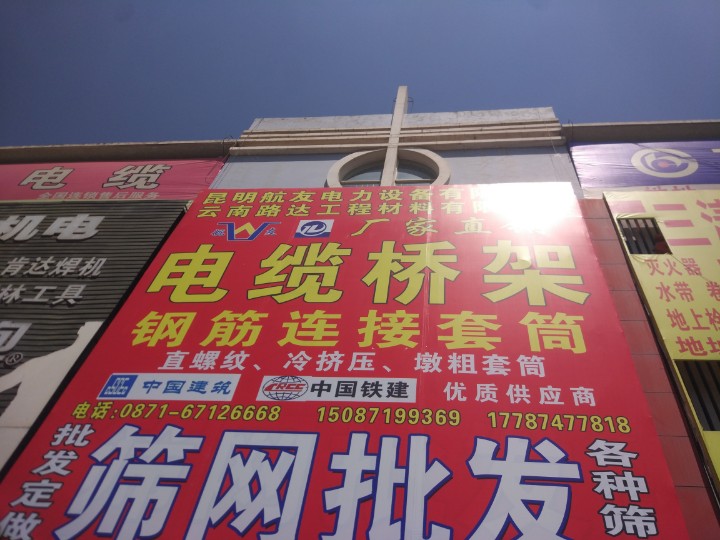 电缆
机电
肯达焊机
林工具
昆明航友电力设备有
云南路达工程材料有
厂家直
电缆桥架
钢筋连接套筒
直螺纹、冷挤压、墩粗套筒
中国建筑 CRCC 中国铁建 优质供应商
电话:0871-67126668 15087199369 17787477818
批发定做
筛网批发
各种筛
三
灭火器
水带
地上